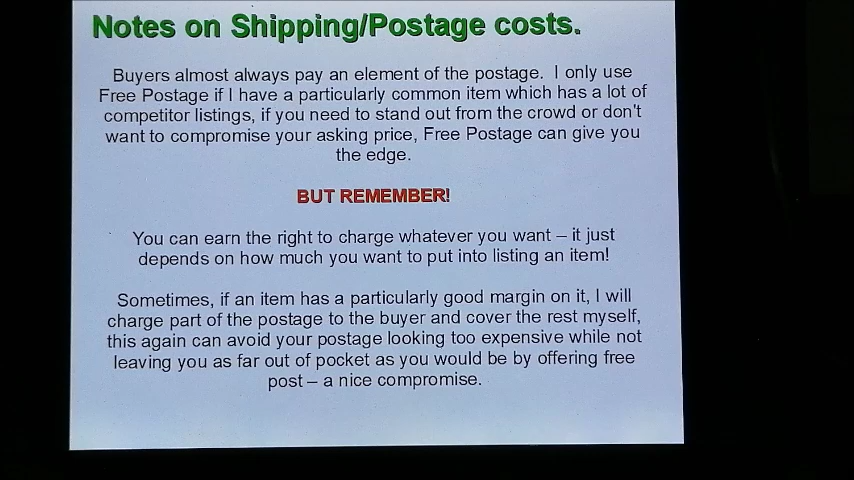 Notes on Shipping/Postage costs.
Buyers almost always pay an element of the postage.  I only use
Free Postage if I have a particularly common item which has a lot of
competitor listings, if you need to stand out from the crowd or don't
want to compromise your asking price, Free Postage can give you
the edge.
BUT REMEMBER!
You can earn the right to charge whatever you want – it just
depends on how much you want to put into listing an item!
Sometimes, if an item has a particularly good margin on it, I will
charge part of the postage to the buyer and cover the rest myself,
this again can avoid your postage looking too expensive while not
leaving you as far out of pocket as you would be by offering free
post – a nice compromise.